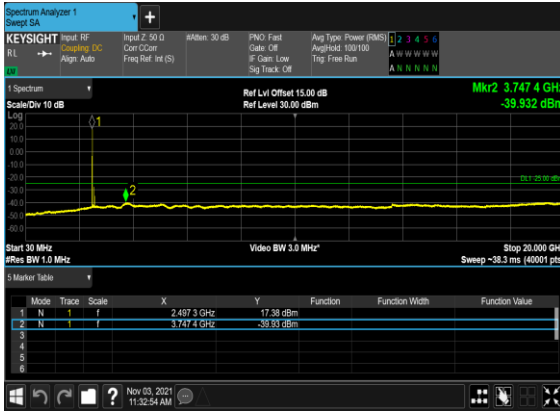 Spectrum Analyzer 1
Swept SA
+
KEYSIGHT Input: RF Input Z: 50 Ω #Atten: 30 dB PNO: Fast Avg Type: Power (RMS) 1 2 3 4 5 6
RL Coupling: DC Corr CCorr Gate: Off Avg|Hold: 100/100 A W W W W W
Align: Auto Freq Ref: Int (S) IF Gain: Low Trig: Free Run
Sig Track: Off A N N N N N
1 Spectrum Ref Lvl Offset 15.00 dB Mkr2 3.747 4 GHz
Scale/Div 10 dB Ref Level 30.00 dBm -39.932 dBm
Log
20.0
10.0
0.00
-10.0
-20.0
-30.0
-40.0
-50.0
-60.0
1
2
DL1 -25.00 dBm
Start 30 MHz Video BW 3.0 MHz* Stop 20.000 GHz
#Res BW 1.0 MHz Sweep ~38.3 ms (40001 pts)
5 Marker Table
Mode Trace Scale X Y Function Function Width Function Value
1 N 1 f 2.497 3 GHz 17.38 dBm
2 N 1 f 3.747 4 GHz -39.93 dBm
3
4
5
6
? Nov 03, 2021
11:32:54 AM